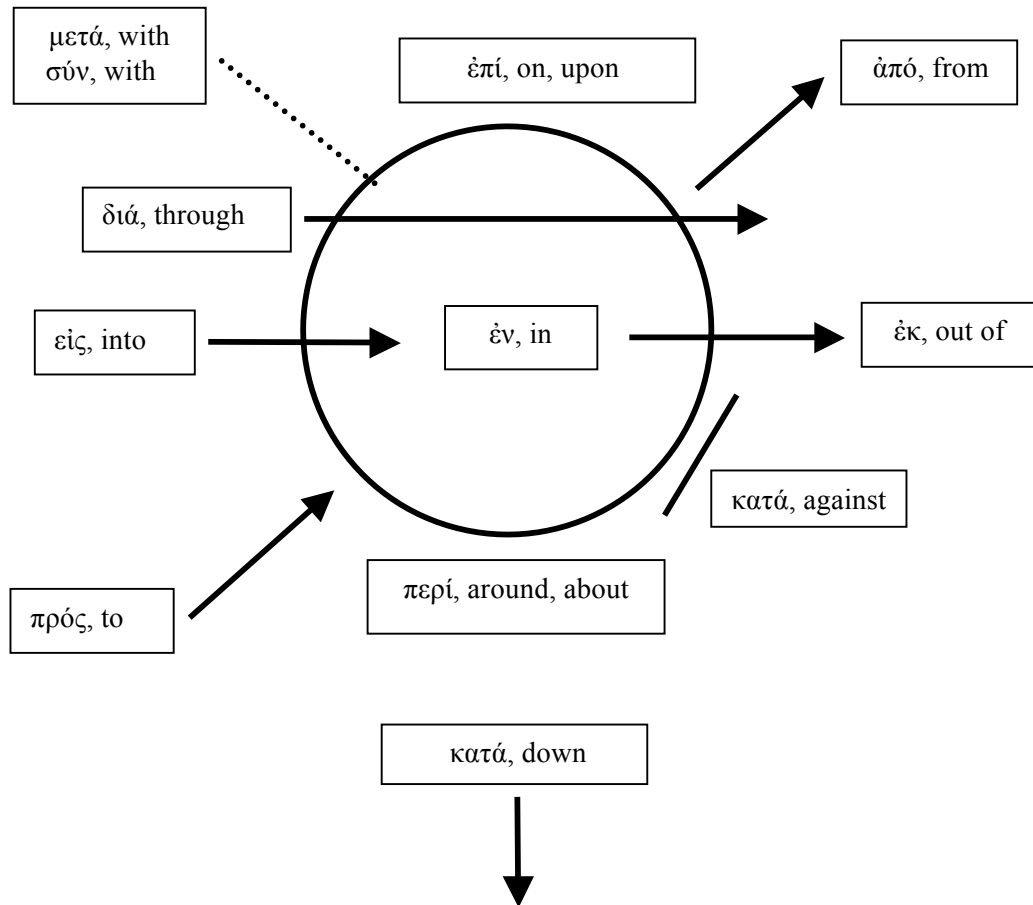 μετά, with
σύν, with
ἐπί, on, upon
ἀπό, from
διά, through
εἰς, into
ἐν, in
ἐκ, out of
κατά, against
περί, around, about
πρός, to
κατά, down